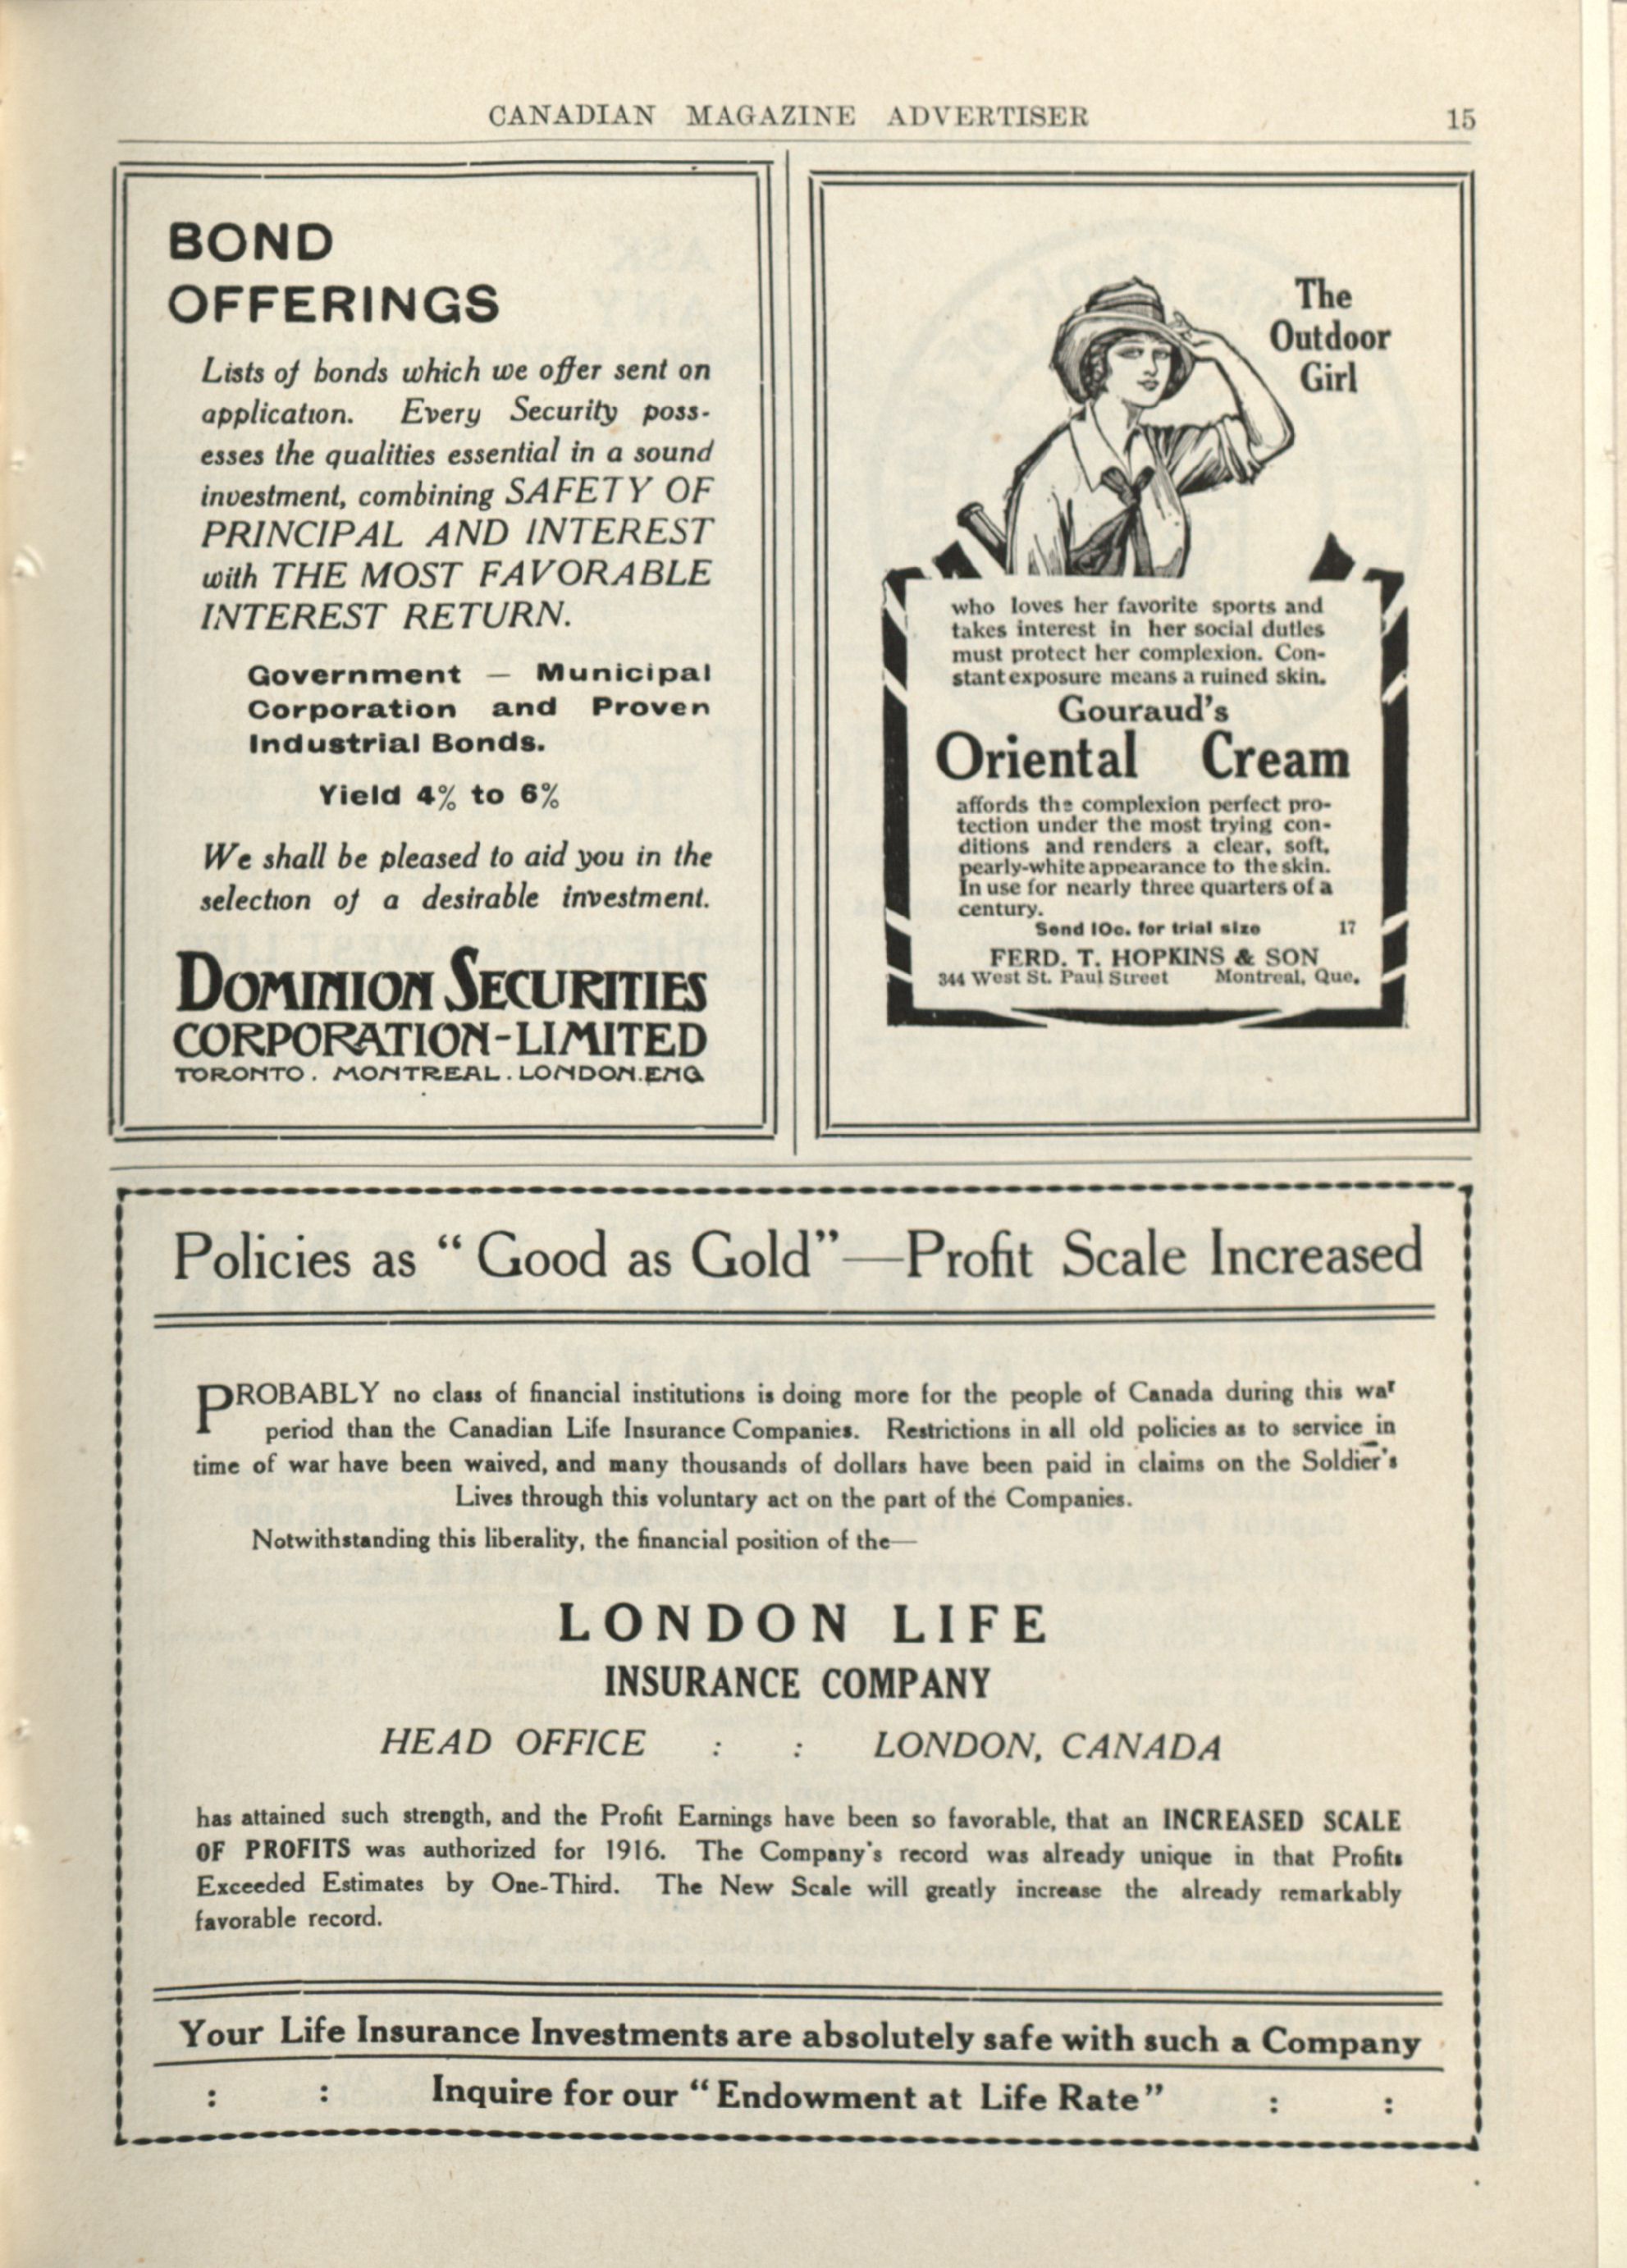 CANADIAN MAGAZINE ADVERTISER 15
BOND
OFFERINGS
Lists of bonds which we offer sent on
application. Every Security poss-
esses the qualities essential in a sound
investment, combining SAFETY OF
PRINCIPAL AND INTEREST
with THE MOST FAVORABLE
INTEREST RETURN.
Government — Municipal
Corporation and Proven
Industrial Bonds.
Yield 4% to 6%
We shall be pleased to aid you in the
selection of a desirable investment.
DOMINION SECURITIES
CORPORATION-LIMITED
TORONTO. MONTREAL. LONDON. ENG
The
Outdoor
Girl
who loves her favorite sports and
takes interest in her social duties
must protect her complexion. Con-
stant exposure means a ruined skin.
Gouraud's
Oriental Cream
affords the complexion perfect pro-
tection under the most trying con-
ditions and renders a clear, soft,
pearly-white appearance to the skin.
In use for nearly three quarters of a
century.
Send 10c. for trial size 17
FERD. T. HOPKINS & SON
344 West St. Paul Street Montreal, Que.
Policies as "Good as Gold"—Profit Scale Increased
PROBABLY no class of financial institutions is doing more for the people of Canada during this war
period than the Canadian Life Insurance Companies. Restrictions in all old policies as to service in
time of war have been waived, and many thousands of dollars have been paid in claims on the Soldier's
Lives through this voluntary act on the part of the Companies.
Notwithstanding this liberality, the financial position of the—
LONDON LIFE
INSURANCE COMPANY
HEAD OFFICE : : LONDON, CANADA
has attained such strength, and the Profit Earnings have been so favorable, that an INCREASED SCALE
OF PROFITS was authorized for 1916. The Company's record was already unique in that Profits
Exceeded Estimates by One-Third. The New Scale will greatly increase the already remarkably
favorable record.
Your Life Insurance Investments are absolutely safe with such a Company
: : Inquire for our "Endowment at Life Rate" : :